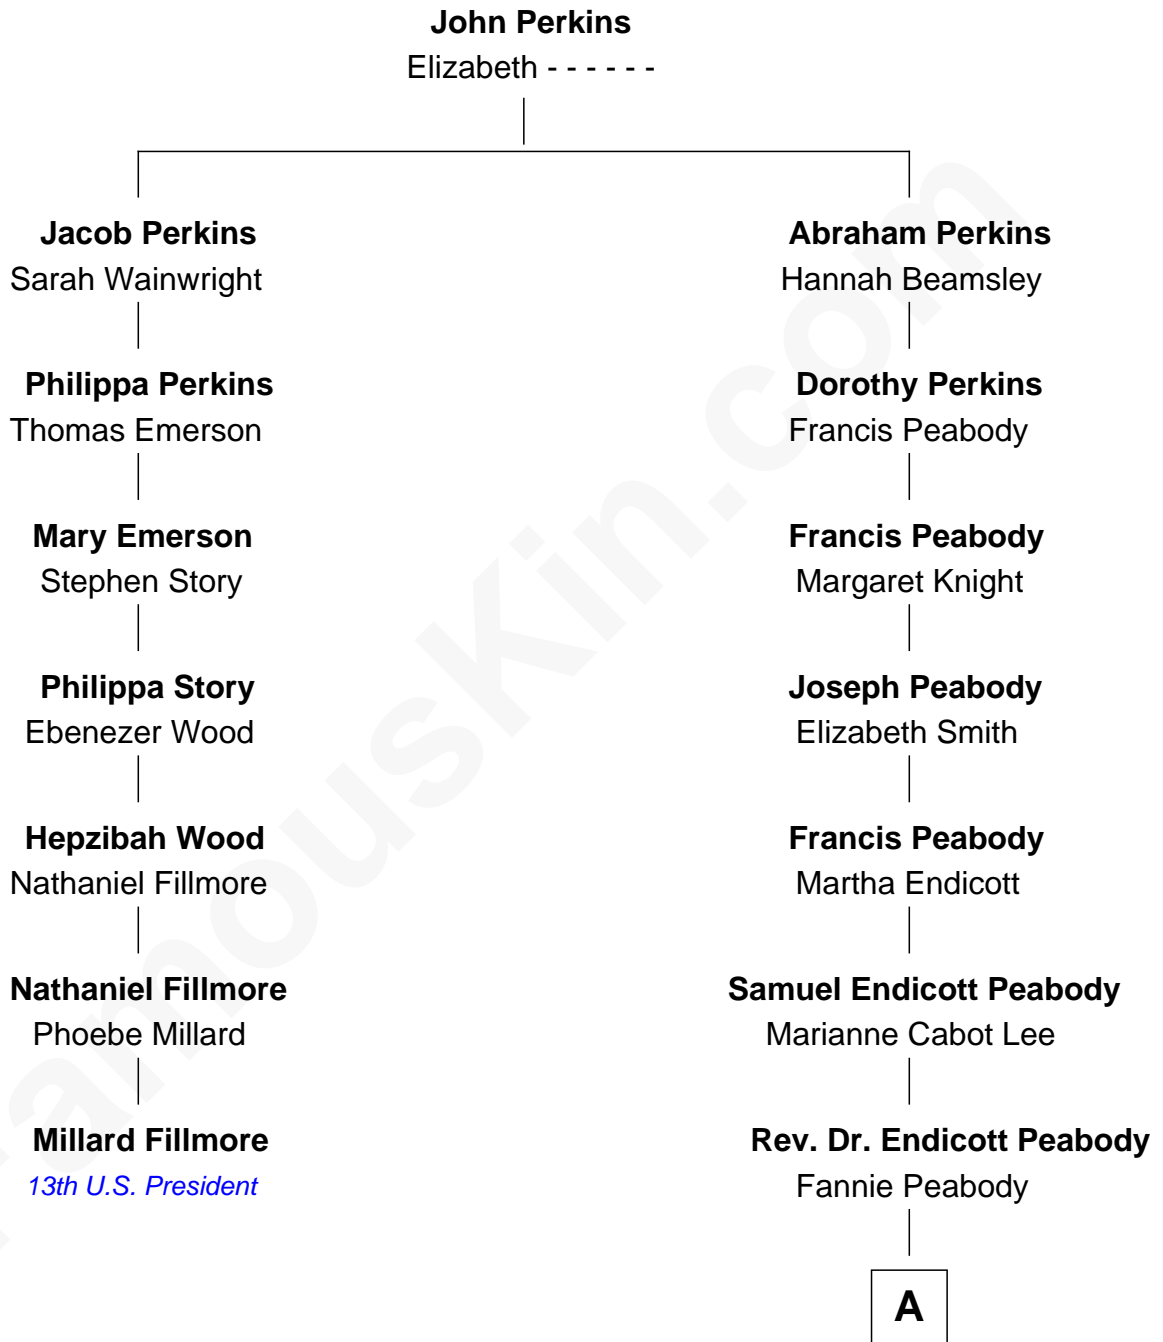 John Perkins
Elizabeth - - - - - -
Jacob Perkins
Sarah Wainwright
Abraham Perkins
Hannah Beamsley
Philippa Perkins
Thomas Emerson
Dorothy Perkins
Francis Peabody
Mary Emerson
Stephen Story
Francis Peabody
Margaret Knight
Philippa Story
Ebenezer Wood
Joseph Peabody
Elizabeth Smith
Hepzibah Wood
Nathaniel Fillmore
Francis Peabody
Martha Endicott
Nathaniel Fillmore
Phoebe Millard
Samuel Endicott Peabody
Marianne Cabot Lee
Millard Fillmore
13th U.S. President
Rev. Dr. Endicott Peabody
Fannie Peabody
A
FamousKin.com